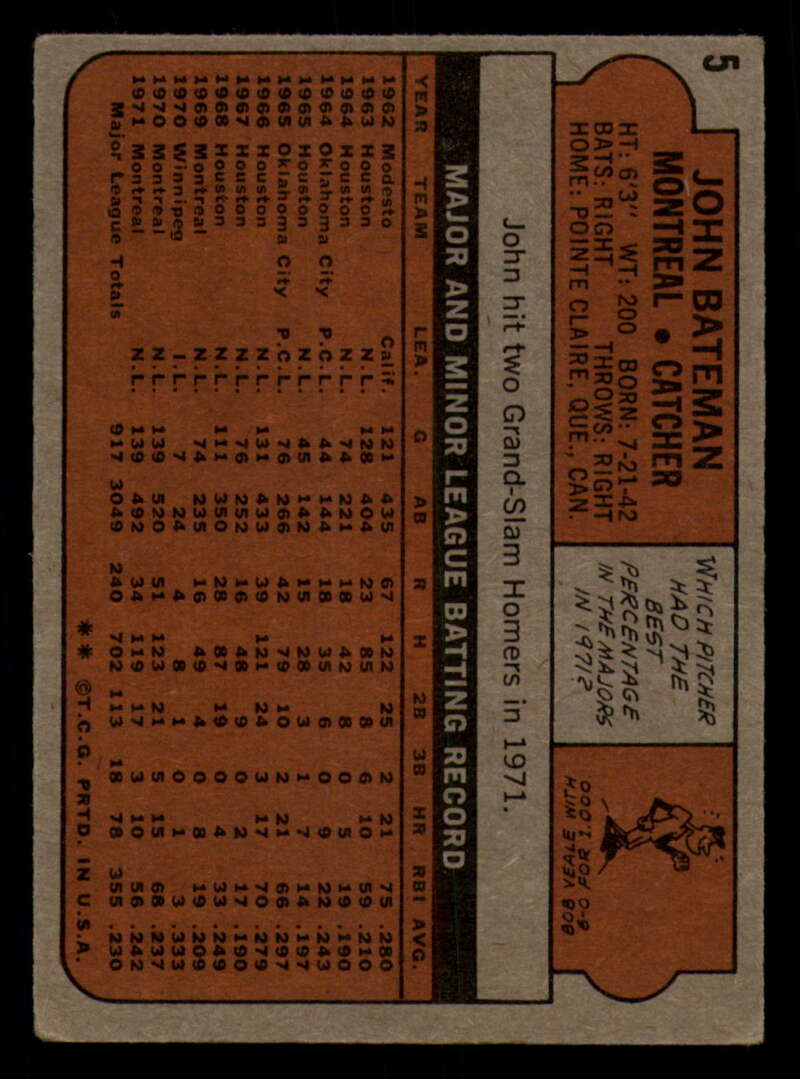 5
JOHN BATEMAN
MONTREAL • CATCHER
HT: 6'3" WT: 200 BORN: 7-21-42
BATS: RIGHT THROWS: RIGHT
HOME: POINTE CLAIRE, QUE., CAN.
WHICH PITCHER
HAD THE
BEST
PERCENTAGE
IN THE MAJORS
IN 1971?
BOB VEALE WITH
6-0 FOR 1.000
John hit two Grand-Slam Homers in 1971.
MAJOR AND MINOR LEAGUE BATTING RECORD
YEAR TEAM LEA. G AB R H 2B 3B HR RBI AVG.
1962 Modesto Calif. 121 435 67 122 25 2 21 75 .280
1963 Houston N.L. 128 404 23 85 8 6 10 59 .210
1964 Houston N.L. 74 221 18 42 8 0 5 19 .190
1964 Oklahoma City P.C.L. 44 144 18 35 6 0 9 22 .243
1965 Houston N.L. 45 142 15 28 3 1 7 14 .197
1965 Oklahoma City P.C.L. 76 266 42 79 10 2 21 66 .297
1966 Houston N.L. 131 433 39 121 24 3 17 70 .279
1967 Houston N.L. 76 252 16 48 9 0 2 17 .190
1968 Houston N.L. 111 350 28 87 19 0 4 33 .249
1969 Montreal N.L. 74 235 16 49 4 0 8 19 .209
1970 Winnipeg I.L. 7 24 4 8 1 0 1 3 .333
1970 Montreal N.L. 139 520 51 123 21 5 15 68 .237
1971 Montreal N.L. 139 492 34 119 17 3 10 56 .242
Major League Totals 917 3049 240 702 113 18 78 355 .230
** ©T.C.G. PRTD. IN U.S.A.